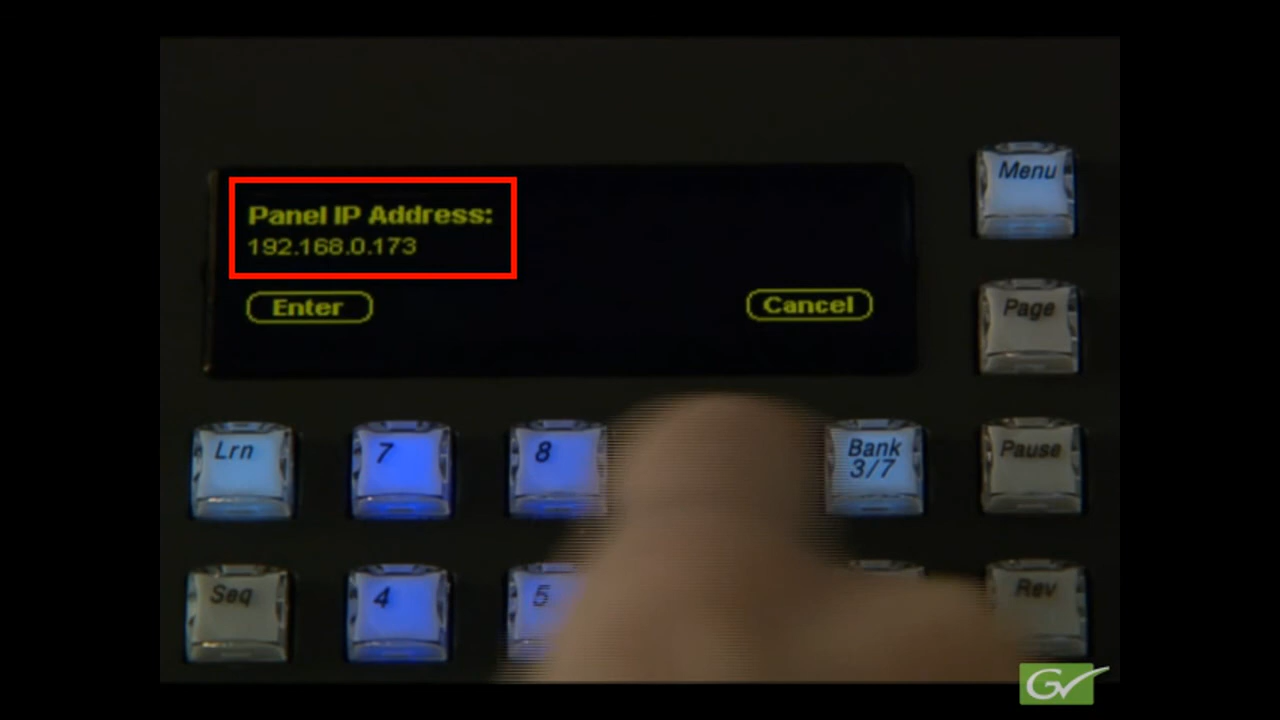 Panel IP Address:
192.168.0.173
Enter
Cancel
Menu
Page
Lrn
7
8
Bank
3/7
Pause
Seq
4
5
Rev
GV